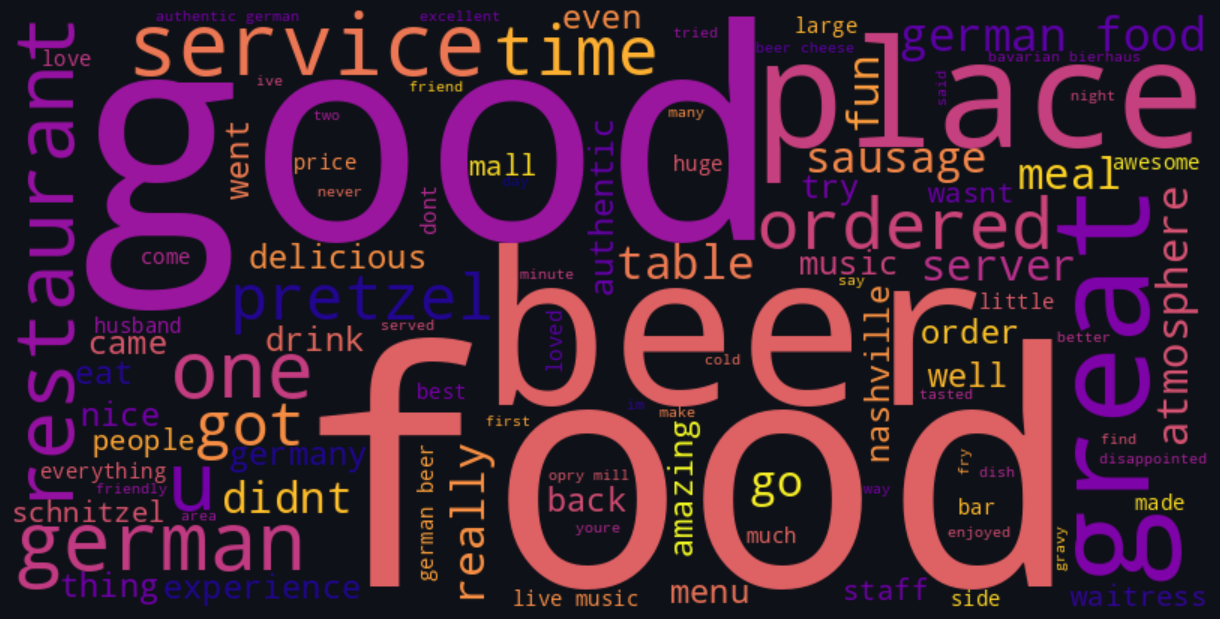 authentic german
excellent
even
large
german food
love
service
time
tried
beer cheese
bavarian bierhaus
restaurant
good
place
fun
said
night
ive
friend
two
many
went
price
never
mall
huge
sausage
meal
awesome
try
wasnt
dont
authentic
ordered
great
atmosphere
come
delicious
table
music
server
minute
say
pretzel
beer
little
husband
came
drink
served
loved
cold
nashville
order
better
eat
one
best
well
tasted
nice
people
got
food
first
im
make
amazing
germany
everything
friendly
u
didnt
german beer
really
opry mill
back
youre
go
much
way
fry
dish
bar
enjoyed
find
disappointed
made
schnitzel
area
german
gravy
thing
experience
live music
menu
staff
side
waitress